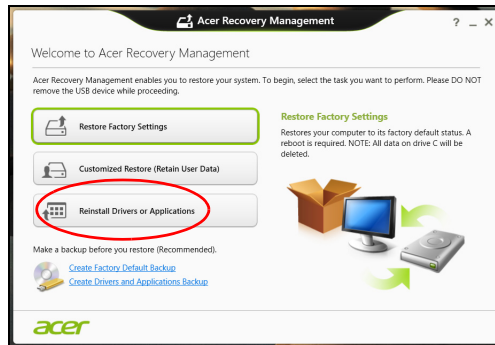 Acer Recovery Management
? _ X
Welcome to Acer Recovery Management
Acer Recovery Management enables you to restore your system. To begin, select the task you want to perform. Please DO NOT
remove the USB device while proceeding.
Restore Factory Settings
Customized Restore (Retain User Data)
Reinstall Drivers or Applications
Make a backup before you restore (Recommended).
Create Factory Default Backup
Create Drivers and Applications Backup
Restore Factory Settings
Restores your computer to its factory default status. A
reboot is required. NOTE: All data on drive C will be
deleted.
acer